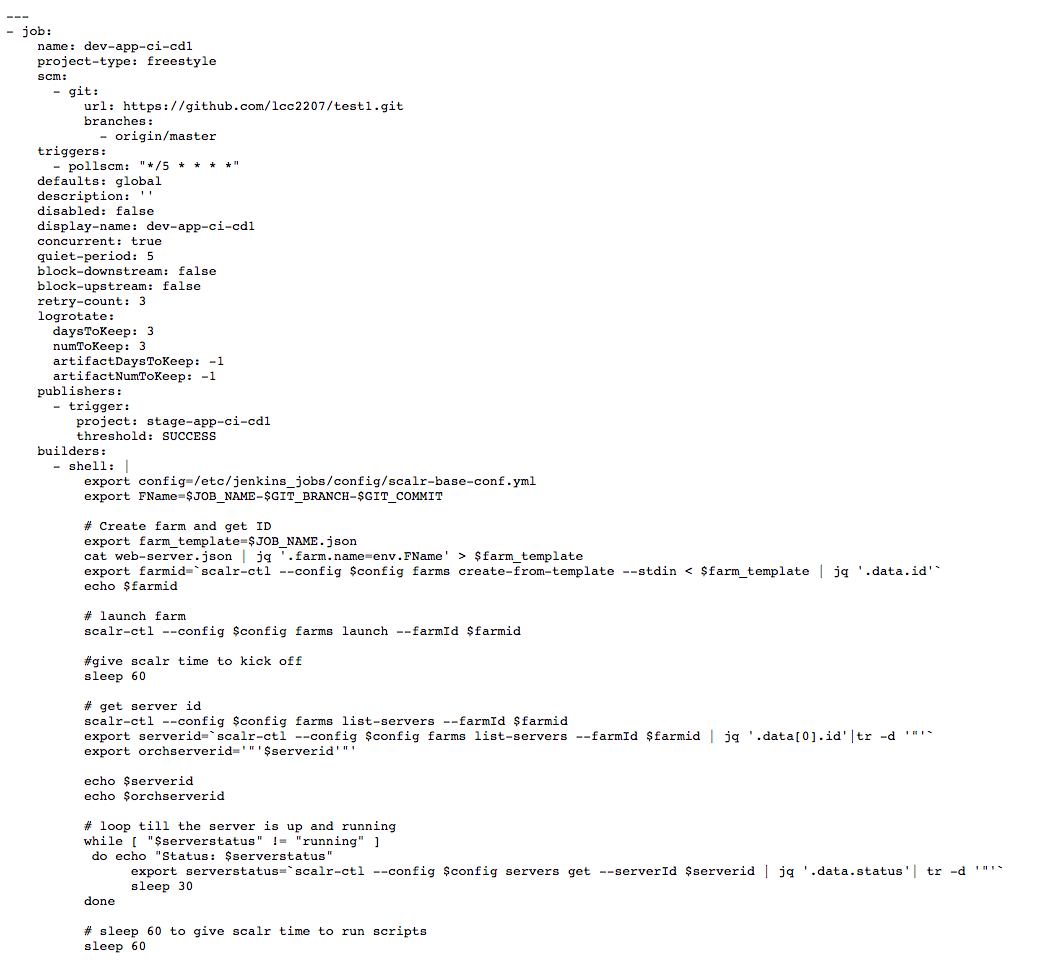 ---
- job:
    name: dev-app-ci-cd1
    project-type: freestyle
    scm:
      - git:
          url: https://github.com/lcc2207/test1.git
          branches:
            - origin/master
    triggers:
      - pollscm: "*/5 * * * *"
    defaults: global
    description: ''
    disabled: false
    display-name: dev-app-ci-cd1
    concurrent: true
    quiet-period: 5
    block-downstream: false
    block-upstream: false
    retry-count: 3
    logrotate:
      daysToKeep: 3
      numToKeep: 3
      artifactDaysToKeep: -1
      artifactNumToKeep: -1
    publishers:
      - trigger:
         project: stage-app-ci-cd1
         threshold: SUCCESS
    builders:
      - shell: |
          export config=/etc/jenkins_jobs/config/scalr-base-conf.yml
          export FName=$JOB_NAME-$GIT_BRANCH-$GIT_COMMIT

          # Create farm and get ID
          export farm_template=$JOB_NAME.json
          cat web-server.json | jq '.farm.name=env.FName' > $farm_template
          export farmid=`scalr-ctl --config $config farms create-from-template --stdin < $farm_template | jq '.data.id'`
          echo $farmid

          # launch farm
          scalr-ctl --config $config farms launch --farmId $farmid

          #give scalr time to kick off
          sleep 60

          # get server id
          scalr-ctl --config $config farms list-servers --farmId $farmid
          export serverid=`scalr-ctl --config $config farms list-servers --farmId $farmid | jq '.data[0].id'|tr -d '"'`
          export orchserverid='"'$serverid'"'

          echo $serverid
          echo $orchserverid

          # loop till the server is up and running
          while [ "$serverstatus" != "running" ]
           do echo "Status: $serverstatus"
                export serverstatus=`scalr-ctl --config $config servers get --serverId $serverid | jq '.data.status'| tr -d '"'`
                sleep 30
          done

          # sleep 60 to give scalr time to run scripts
          sleep 60